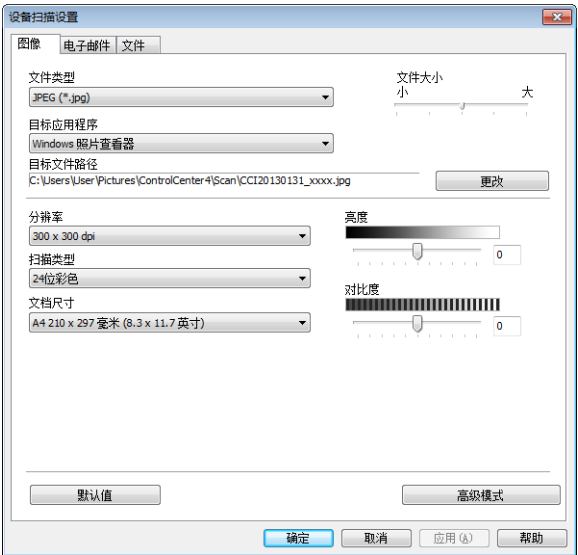 设备扫描设置
图像 电子邮件 文件
文件类型
JPEG (*.jpg)
文件大小
小 大
目标应用程序
Windows 照片查看器
目标文件路径
C:\Users\User\Pictures\ControlCenter4\Scan\CCI20130131_xxxx.jpg
更改
分辨率
300 x 300 dpi
扫描类型
24位彩色
文档尺寸
A4 210 x 297 毫米 (8.3 x 11.7 英寸)
亮度
0
对比度
0
默认值 高级模式
确定 取消 应用(A) 帮助